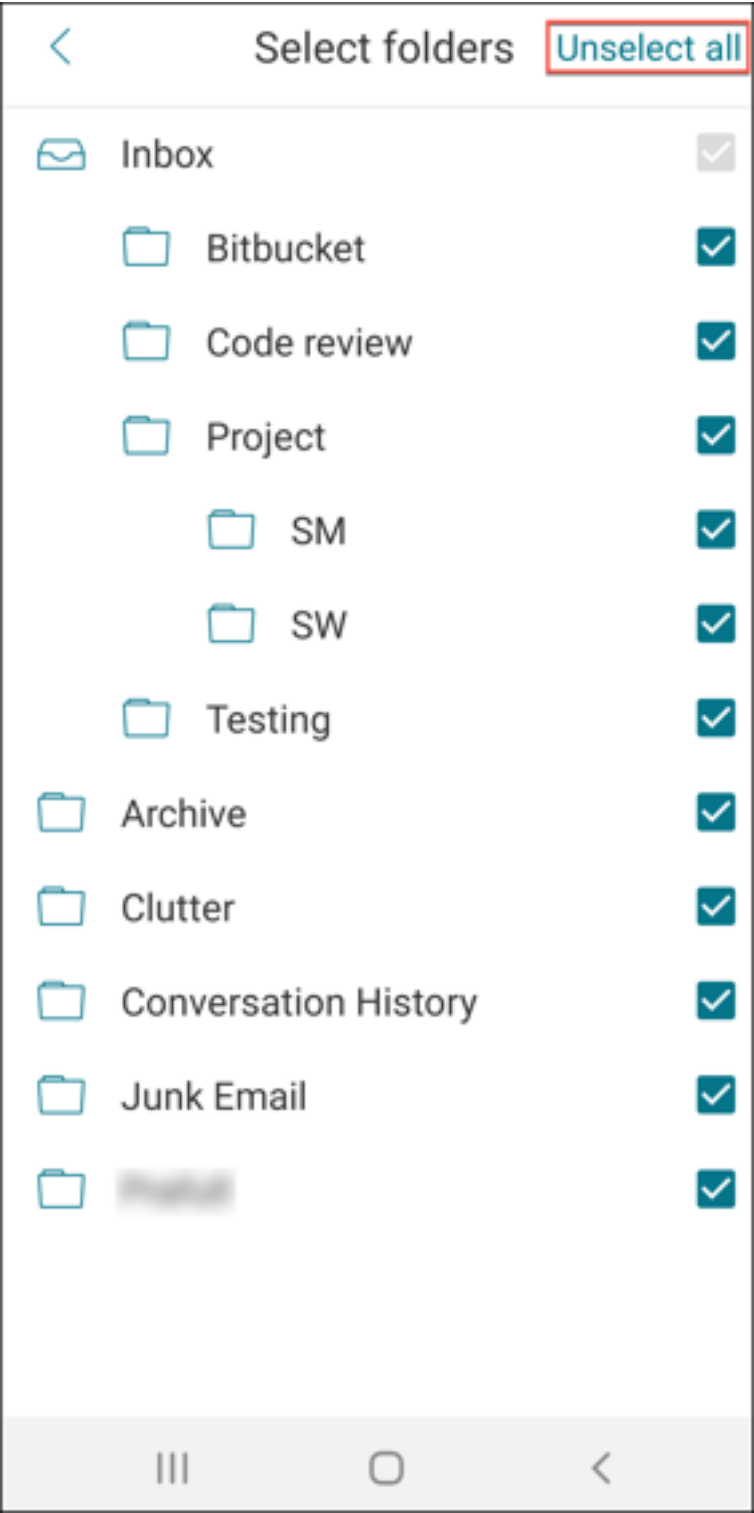 Select folders Unselect all
Inbox
Bitbucket
Code review
Project
SM
SW
Testing
Archive
Clutter
Conversation History
Junk Email